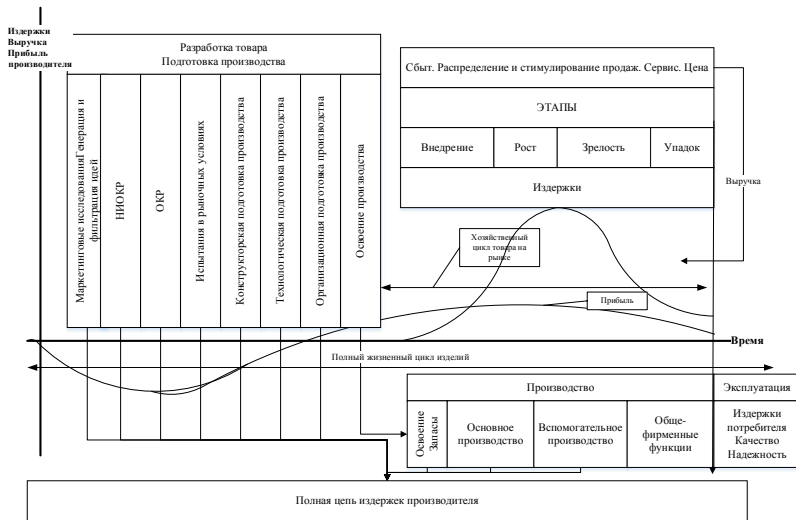 Издержки
Выручка
Прибыль
производителя
Разработка товара
Подготовка производства
Маркетинговые исследованияГенерация и
фильтрация идей
НИОКР
ОКР
Испытания в рыночных условиях
Конструкторская подготовка производства
Технологическая подготовка производства
Организационная подготовка производства
Освоение производства
Сбыт. Распределение и стимулирование продаж. Сервис. Цена
ЭТАПЫ
Внедрение
Рост
Зрелость
Упадок
Издержки
Выручка
Хозяйственный
цикл товара на
рынке
Прибыль
Время
Полный жизненный цикл изделий
Производство
Эксплуатация
Освоение
Запасы
Основное
производство
Вспомогательное
производство
Обще-
фирменные
функции
Издержки
потребителя
Качество
Надежность
Полная цепь издержек производителя